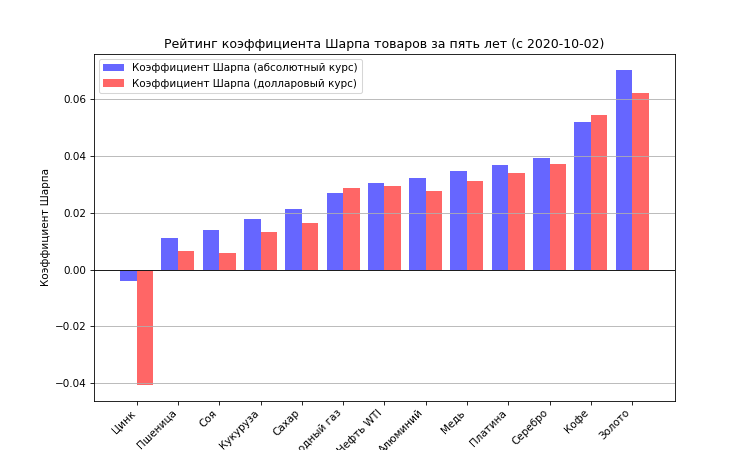 Рейтинг коэффициента Шарпа товаров за пять лет (с 2020-10-02)
Коэффициент Шарпа (абсолютный курс)
Коэффициент Шарпа (долларовый курс)
Коэффициент Шарпа
0.06
0.04
0.02
0.00
−0.02
−0.04
Цинк
Пшеница
Соя
Кукуруза
Сахар
газ
Нефть WTI
Алюминий
Медь
Платина
Серебро
Кофе
Золото